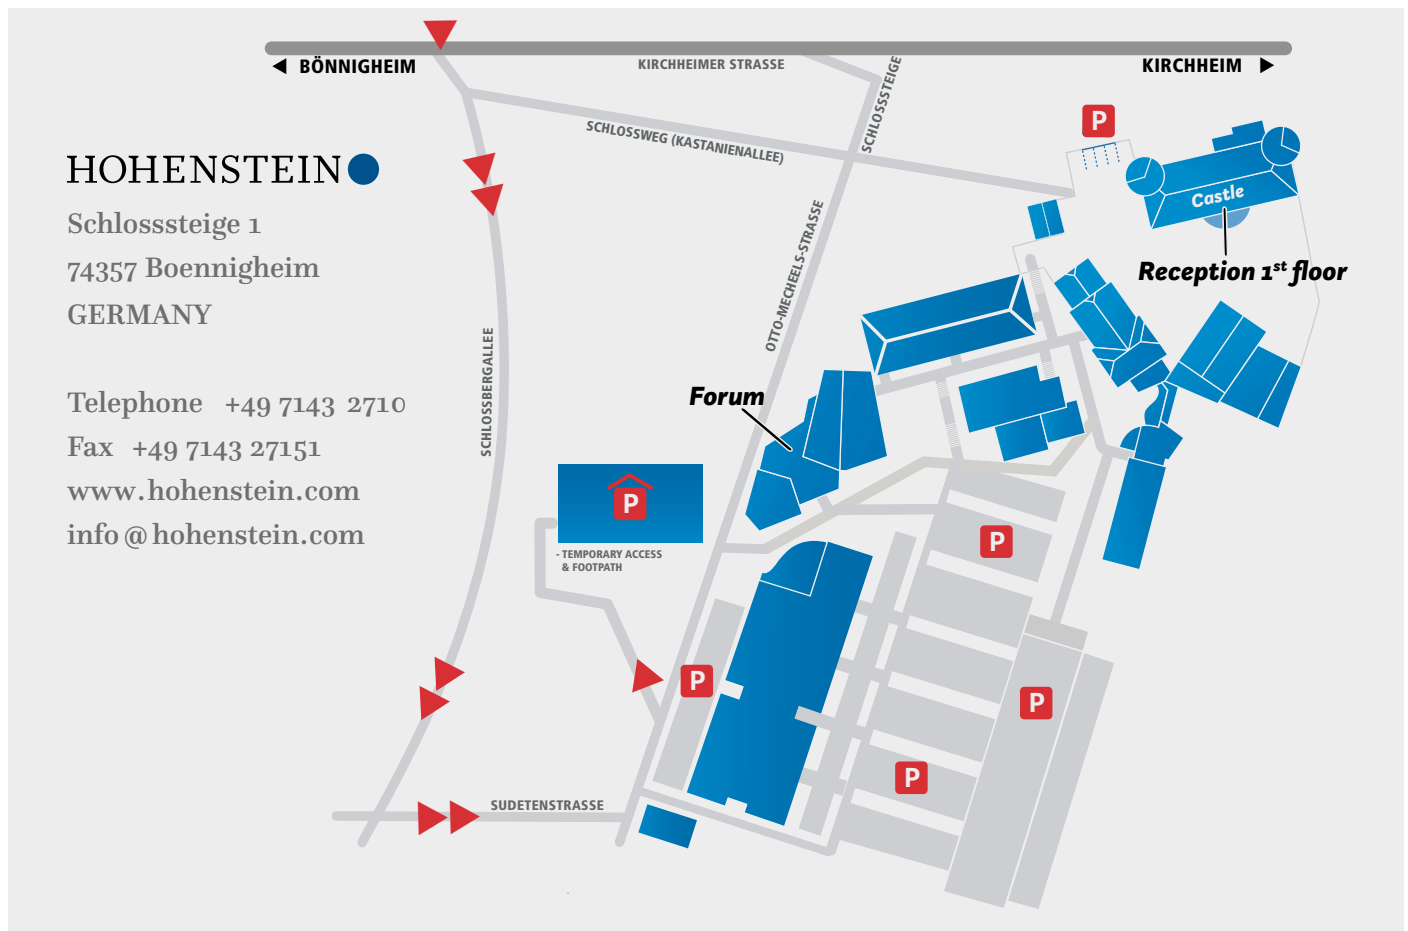 BÖNNIGHEIM
KIRCHHEIMER STRASSE
KIRCHHEIM
SCHLOSSSTEIGE
SCHLOSSWEG (KASTANIENALLEE)
P
HOHENSTEIN
Schlosssteige 1
74357 Boennigheim
GERMANY
Telephone +49 7143 2710
Fax +49 7143 27151
www.hohenstein.com
info@hohenstein.com
Castle
Reception 1st floor
OTTO-MECHEELS-STRASSE
SCHLOSSBERGALLEE
Forum
P
- TEMPORARY ACCESS
& FOOTPATH
P
P
P
P
SUDETENSTRASSE